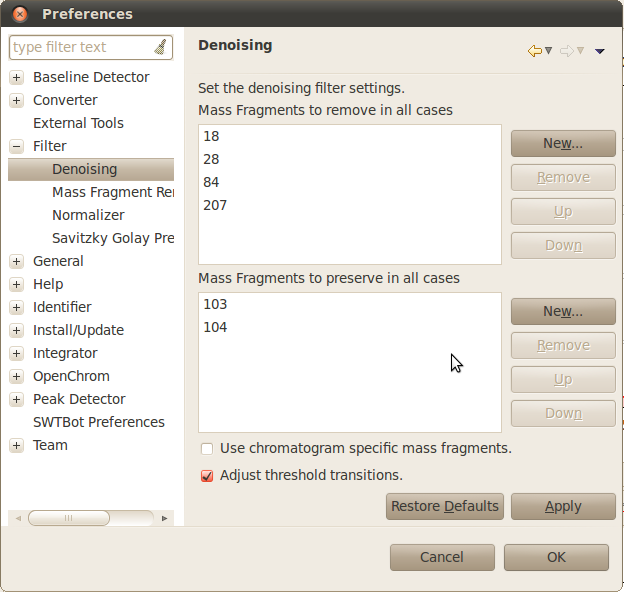 Preferences
type filter text
Baseline Detector
Converter
External Tools
Filter
Denoising
Mass Fragment Rem
Normalizer
Savitzky Golay Pre
General
Help
Identifier
Install/Update
Integrator
OpenChrom
Peak Detector
SWTBot Preferences
Team
Denoising
Set the denoising filter settings.
Mass Fragments to remove in all cases
18
28
84
207
New...
Remove
Up
Down
Mass Fragments to preserve in all cases
103
104
New...
Remove
Up
Down
Use chromatogram specific mass fragments.
Adjust threshold transitions.
Restore Defaults
Apply
Cancel
OK